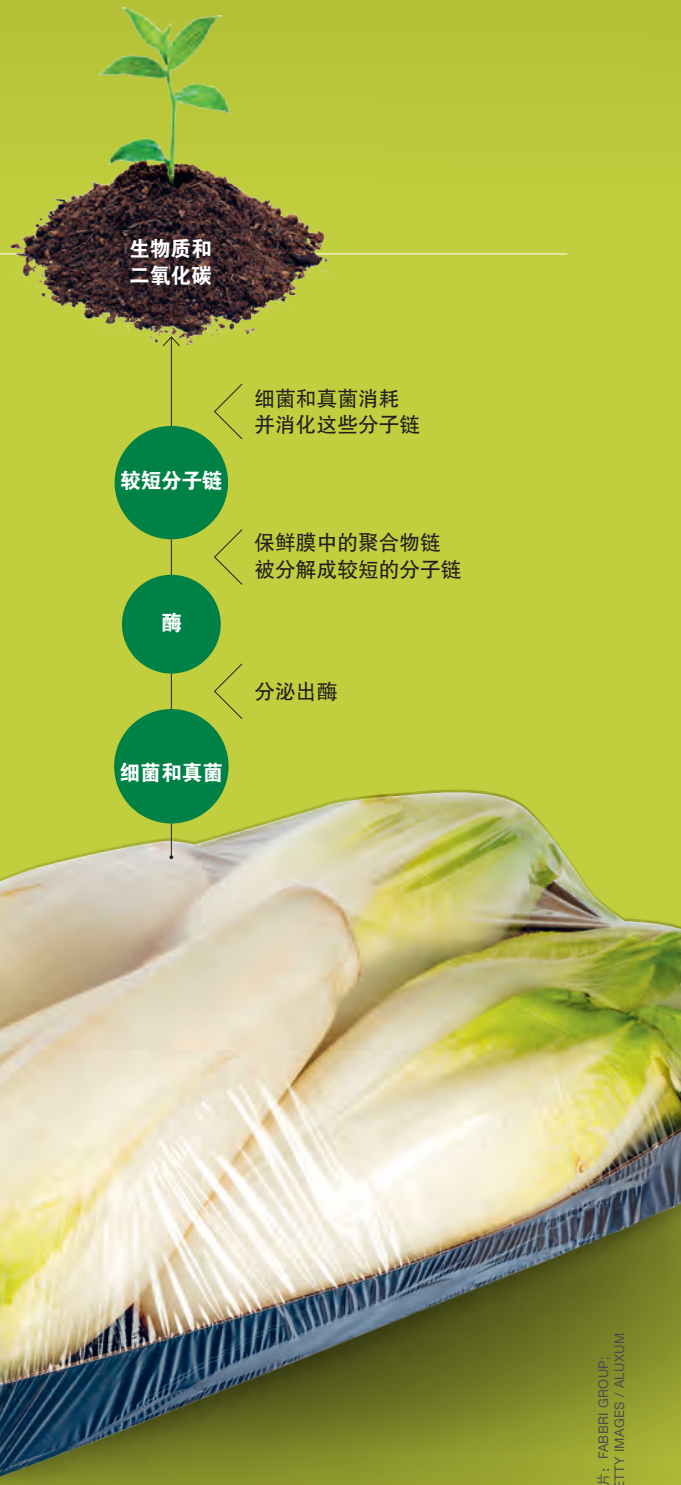 生物质和
二氧化碳
细菌和真菌消耗
并消化这些分子链
较短分子链
保鲜膜中的聚合物链
被分解成较短的分子链
酶
分泌出酶
细菌和真菌
片：FABBRI GROUP;
ETTY IMAGES / ALUXUM